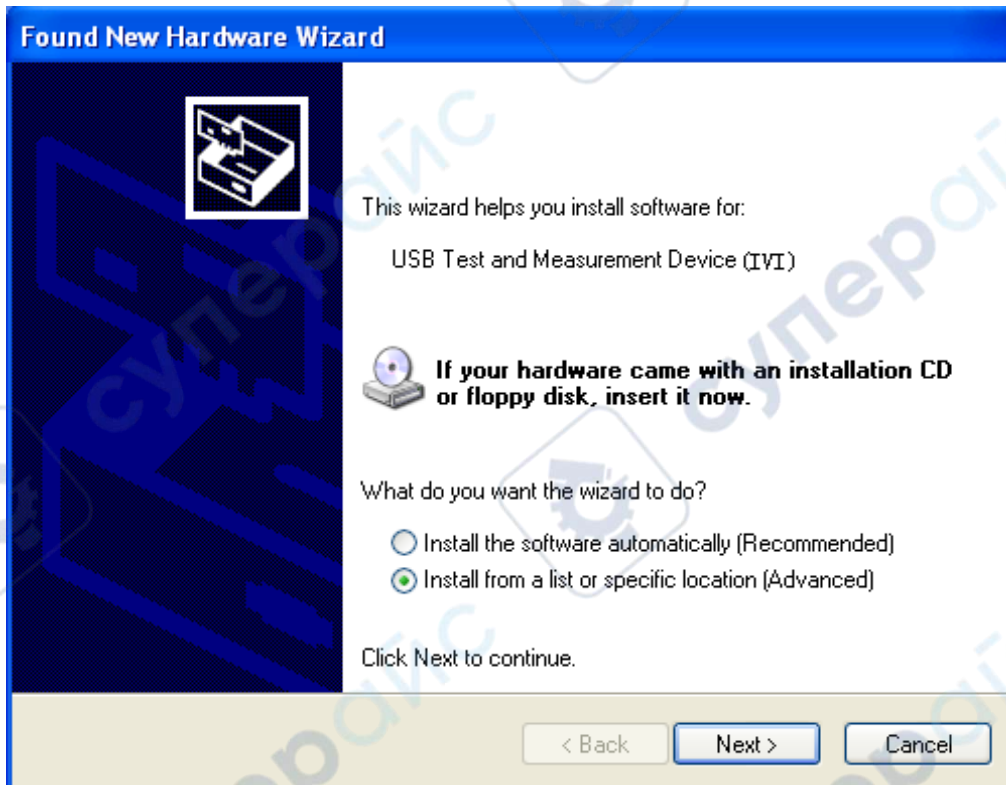 Found New Hardware Wizard
This wizard helps you install software for:
USB Test and Measurement Device (IVI)
If your hardware came with an installation CD
or floppy disk, insert it now.
What do you want the wizard to do?
Install the software automatically (Recommended)
Install from a list or specific location (Advanced)
Click Next to continue.
< Back
Next >
Cancel
суперайс